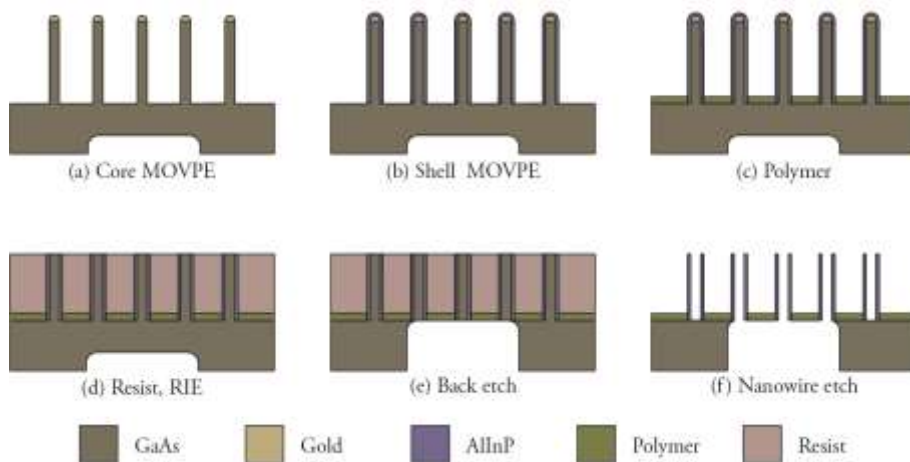 (a) Core MOVPE
(b) Shell MOVPE
(c) Polymer
(d) Resist, RIE
(e) Back etch
(f) Nanowire etch
GaAs
Gold
AlInP
Polymer
Resist